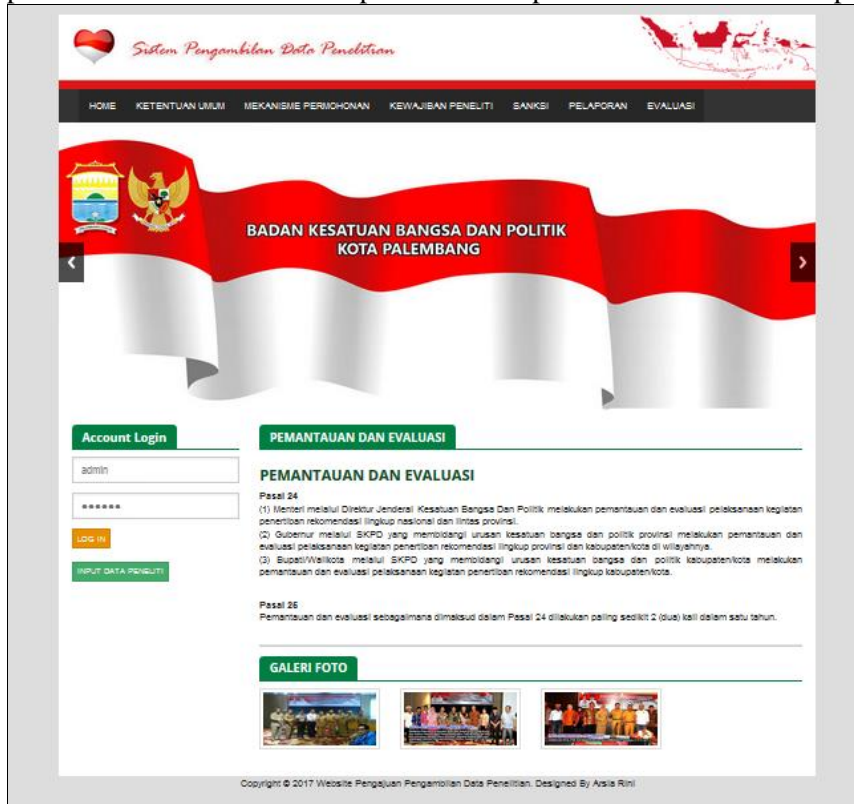 Sistem Pengambilan Data Penelitian
HOME KETENTUAN UMUM MEKANISME PERMOHONAN KEWAJIBAN PENELITI SANKSI PELAPORAN EVALUASI
BADAN KESATUAN BANGSA DAN POLITIK
KOTA PALEMBANG
Account Login
admin
LOG IN
INPUT DATA PENELITI
PEMANTAUAN DAN EVALUASI
PEMANTAUAN DAN EVALUASI
Pasal 24
(1) Menteri melalui Direktur Jenderal Kesatuan Bangsa Dan Politik melakukan pemantauan dan evaluasi pelaksanaan kegiatan
penertiban rekomendasi lingkup nasional dan lintas provinsi.
(2) Gubernur melalui SKPD yang membidangi urusan kesatuan bangsa dan politik provinsi melakukan pemantauan dan
evaluasi pelaksanaan kegiatan penertiban rekomendasi lingkup provinsi dan kabupaten/kota di wilayahnya.
(3) Bupati/Walikota melalui SKPD yang membidangi urusan kesatuan bangsa dan politik kabupaten/kota melakukan
pemantauan dan evaluasi pelaksanaan kegiatan penertiban rekomendasi lingkup kabupaten/kota.
Pasal 25
Pemantauan dan evaluasi sebagaimana dimaksud dalam Pasal 24 dilakukan paling sedikit 2 (dua) kali dalam satu tahun.
GALERI FOTO
Copyright © 2017 Website Pengajuan Pengambilan Data Penelitian. Designed By Arsia Rini